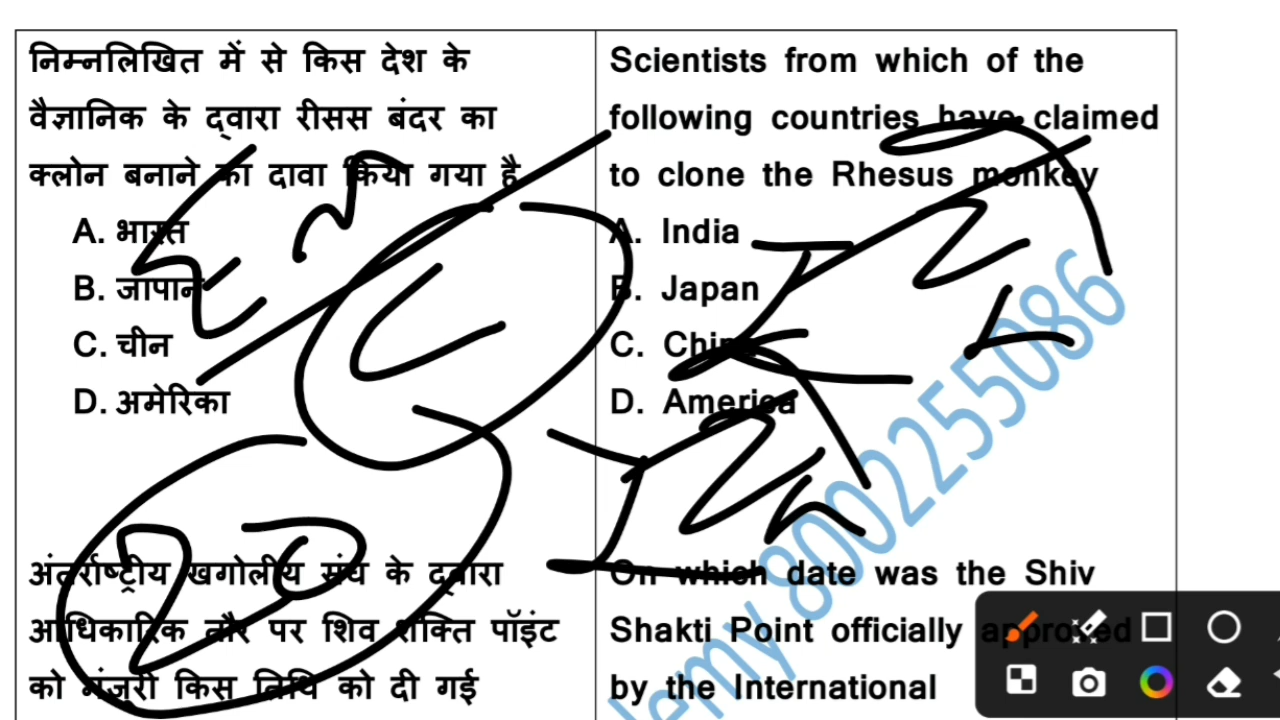 निम्नलिखित में से किस देश के
वैज्ञानिक के द्वारा रीसस बंदर का
क्लोन बनाने का दावा किया गया है
A. भारत
B. जापान
C. चीन
D. अमेरिका
अंतर्राष्ट्रीय खगोलीय संघ के द्वारा
आधिकारिक तौर पर शिव शक्ति पॉइंट
को मंजूरी किस तिथि को दी गई
Scientists from which of the
following countries have claimed
to clone the Rhesus monkey
A. India
B. Japan
C. China
D. America
On which date was the Shiv
Shakti Point officially approved
by the International
demy 8002255086